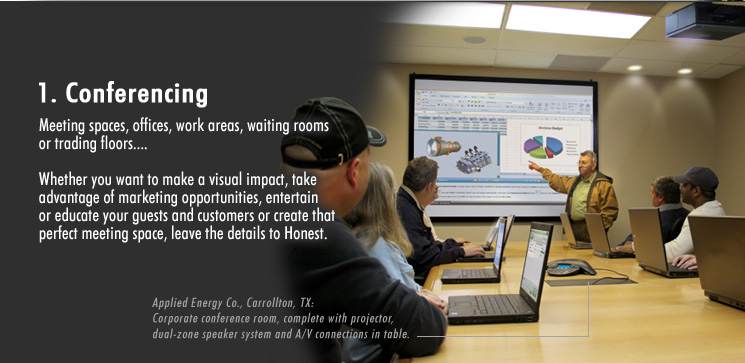 1. Conferencing
Meeting spaces, offices, work areas, waiting rooms
or trading floors....
Whether you want to make a visual impact, take
advantage of marketing opportunities, entertain
or educate your guests and customers or create that
perfect meeting space, leave the details to Honest.
Applied Energy Co., Carrollton, TX:
Corporate conference room, complete with projector,
dual-zone speaker system and A/V connections in table.